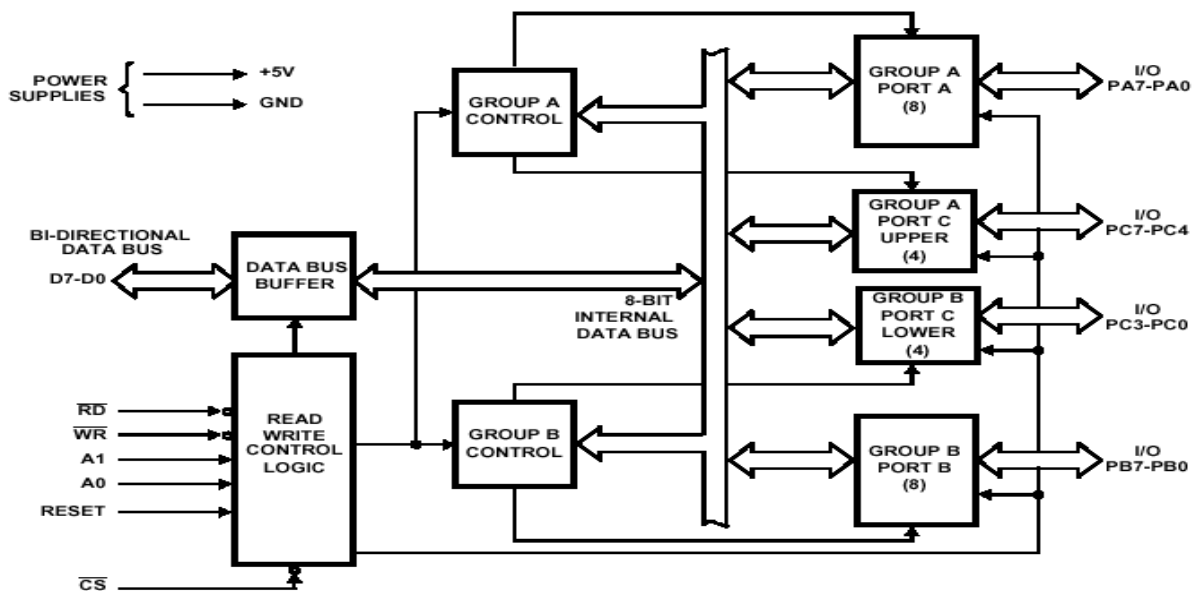 POWER
SUPPLIES
+5V
GND
GROUP A
CONTROL
GROUP A
PORT A
(8)
I/O
PA7-PA0
GROUP A
PORT C
UPPER
(4)
I/O
PC7-PC4
BI-DIRECTIONAL
DATA BUS
D7-D0
DATA BUS
BUFFER
8-BIT
INTERNAL
DATA BUS
GROUP B
PORT C
LOWER
(4)
I/O
PC3-PC0
RD
WR
A1
A0
RESET
CS
READ
WRITE
CONTROL
LOGIC
GROUP B
CONTROL
GROUP B
PORT B
(8)
I/O
PB7-PB0